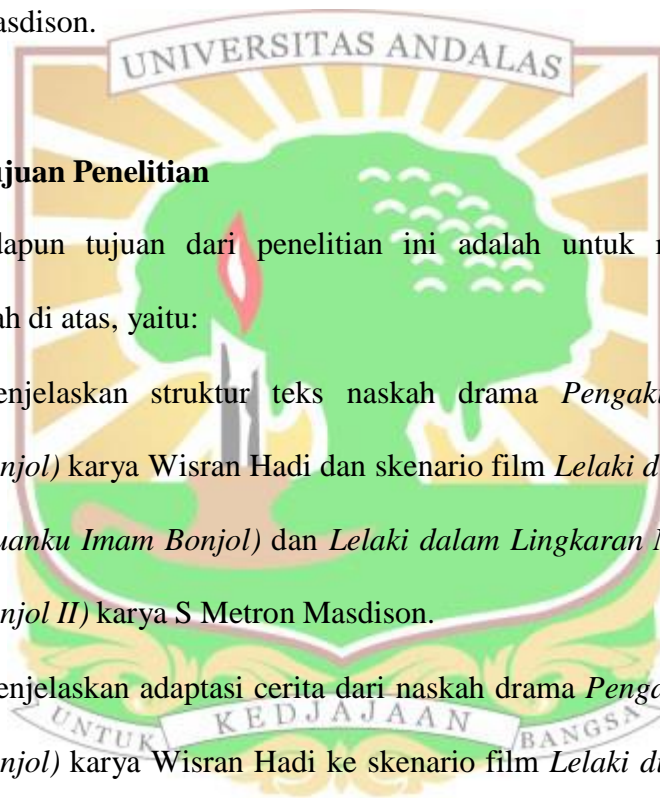 asdison.
UNIVERSITAS ANDALAS
ujuan Penelitian
dapun tujuan dari penelitian ini adalah untuk
ah di atas, yaitu:
enjelaskan struktur teks naskah drama Pengak
njol) karya Wisran Hadi dan skenario film Lelaki d
uanku Imam Bonjol) dan Lelaki dalam Lingkaran
njol II) karya S Metron Masdison.
enjelaskan adaptasi cerita dari naskah drama Penga
njol) karya Wisran Hadi ke skenario film Lelaki d
UNTUK KEDJAJAAN BANGSA